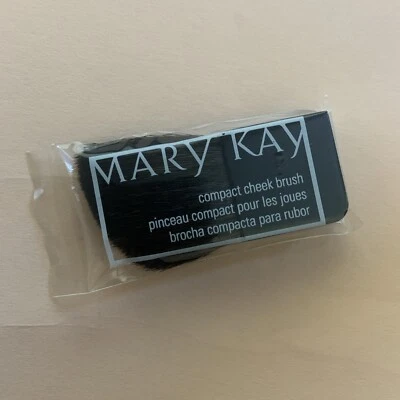 MARY KAY
compact cheek brush
pinceau compact pour les joues
brocha compacta para rubor